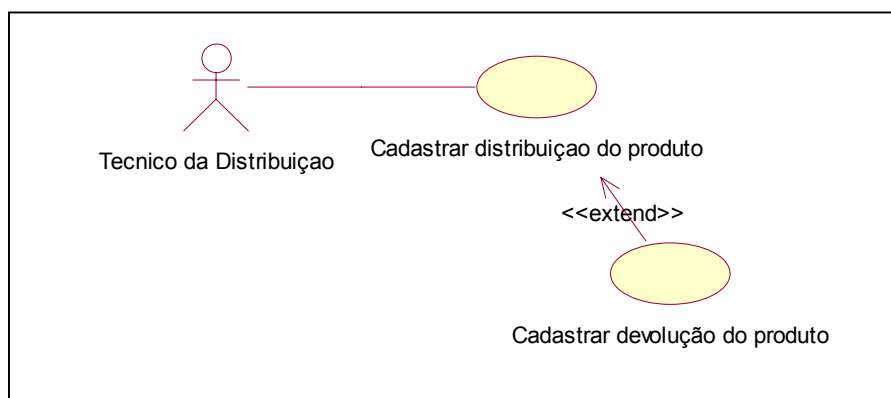 Tecnico da Distribuiçao
Cadastrar distribuiçao do produto
<<extend>>
Cadastrar devolução do produto